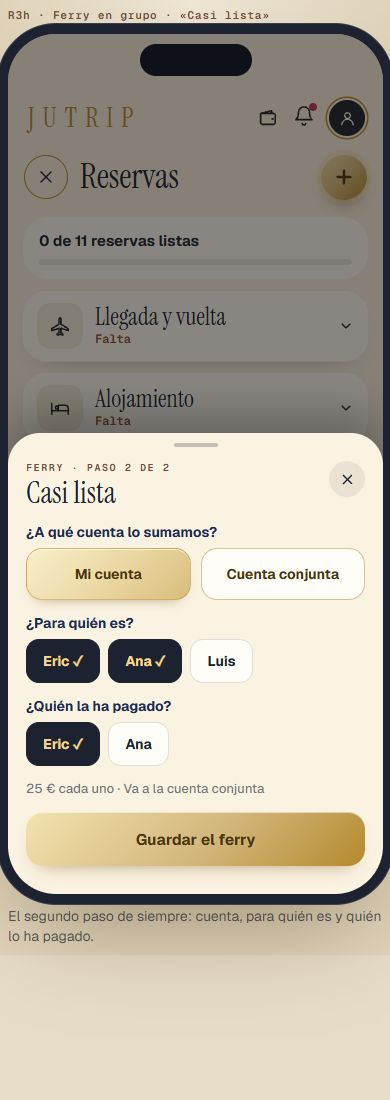 R3h · Ferry en grupo · «Casi lista»
JUTRIP
Reservas
0 de 11 reservas listas
Llegada y vuelta
Falta
Alojamiento
Falta
FERRY · PASO 2 DE 2
Casi lista
¿A qué cuenta lo sumamos?
Mi cuenta
Cuenta conjunta
¿Para quién es?
Eric ✓
Ana ✓
Luis
¿Quién la ha pagado?
Eric ✓
Ana
25 € cada uno · Va a la cuenta conjunta
Guardar el ferry
El segundo paso de siempre: cuenta, para quién es y quién
lo ha pagado.